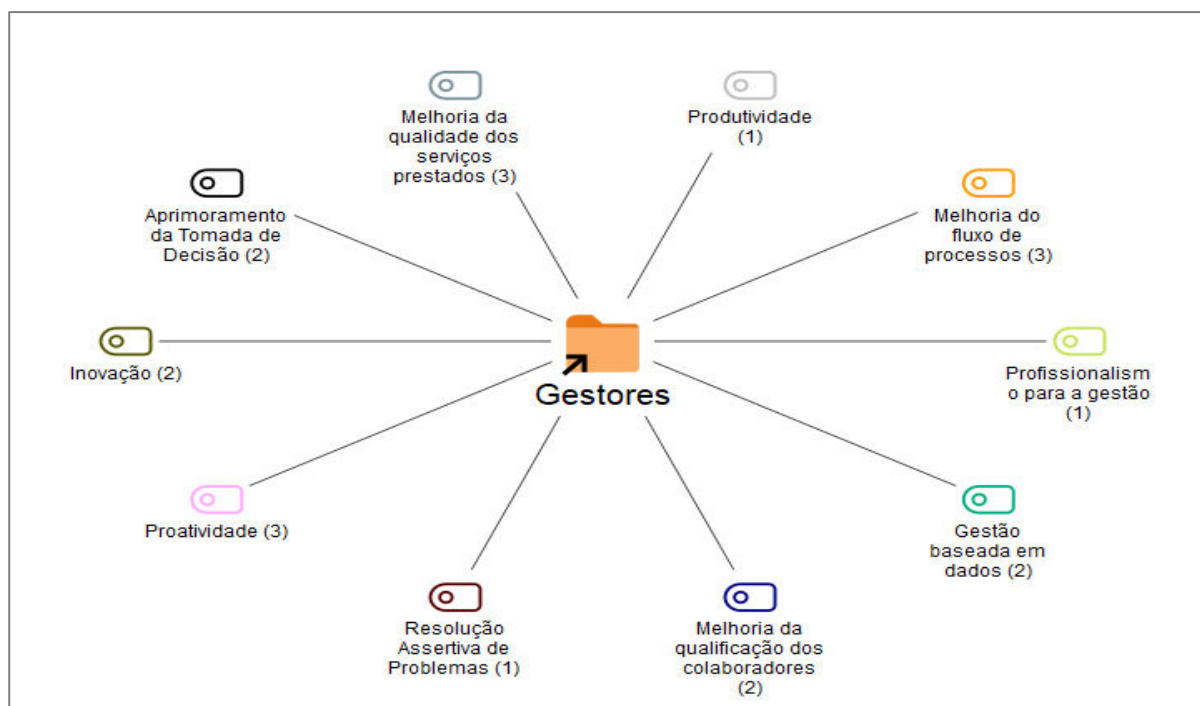 Melhoria da
qualidade dos
serviços
prestados (3)
Produtividade
(1)
Aprimoramento
da Tomada de
Decisão (2)
Melhoria do
fluxo de
processos (3)
Inovação (2)
Gestores
Profissionalism
o para a gestão
(1)
Proatividade (3)
Gestão
baseada em
dados (2)
Resolução
Assertiva de
Problemas (1)
Melhoria da
qualificação dos
colaboradores
(2)